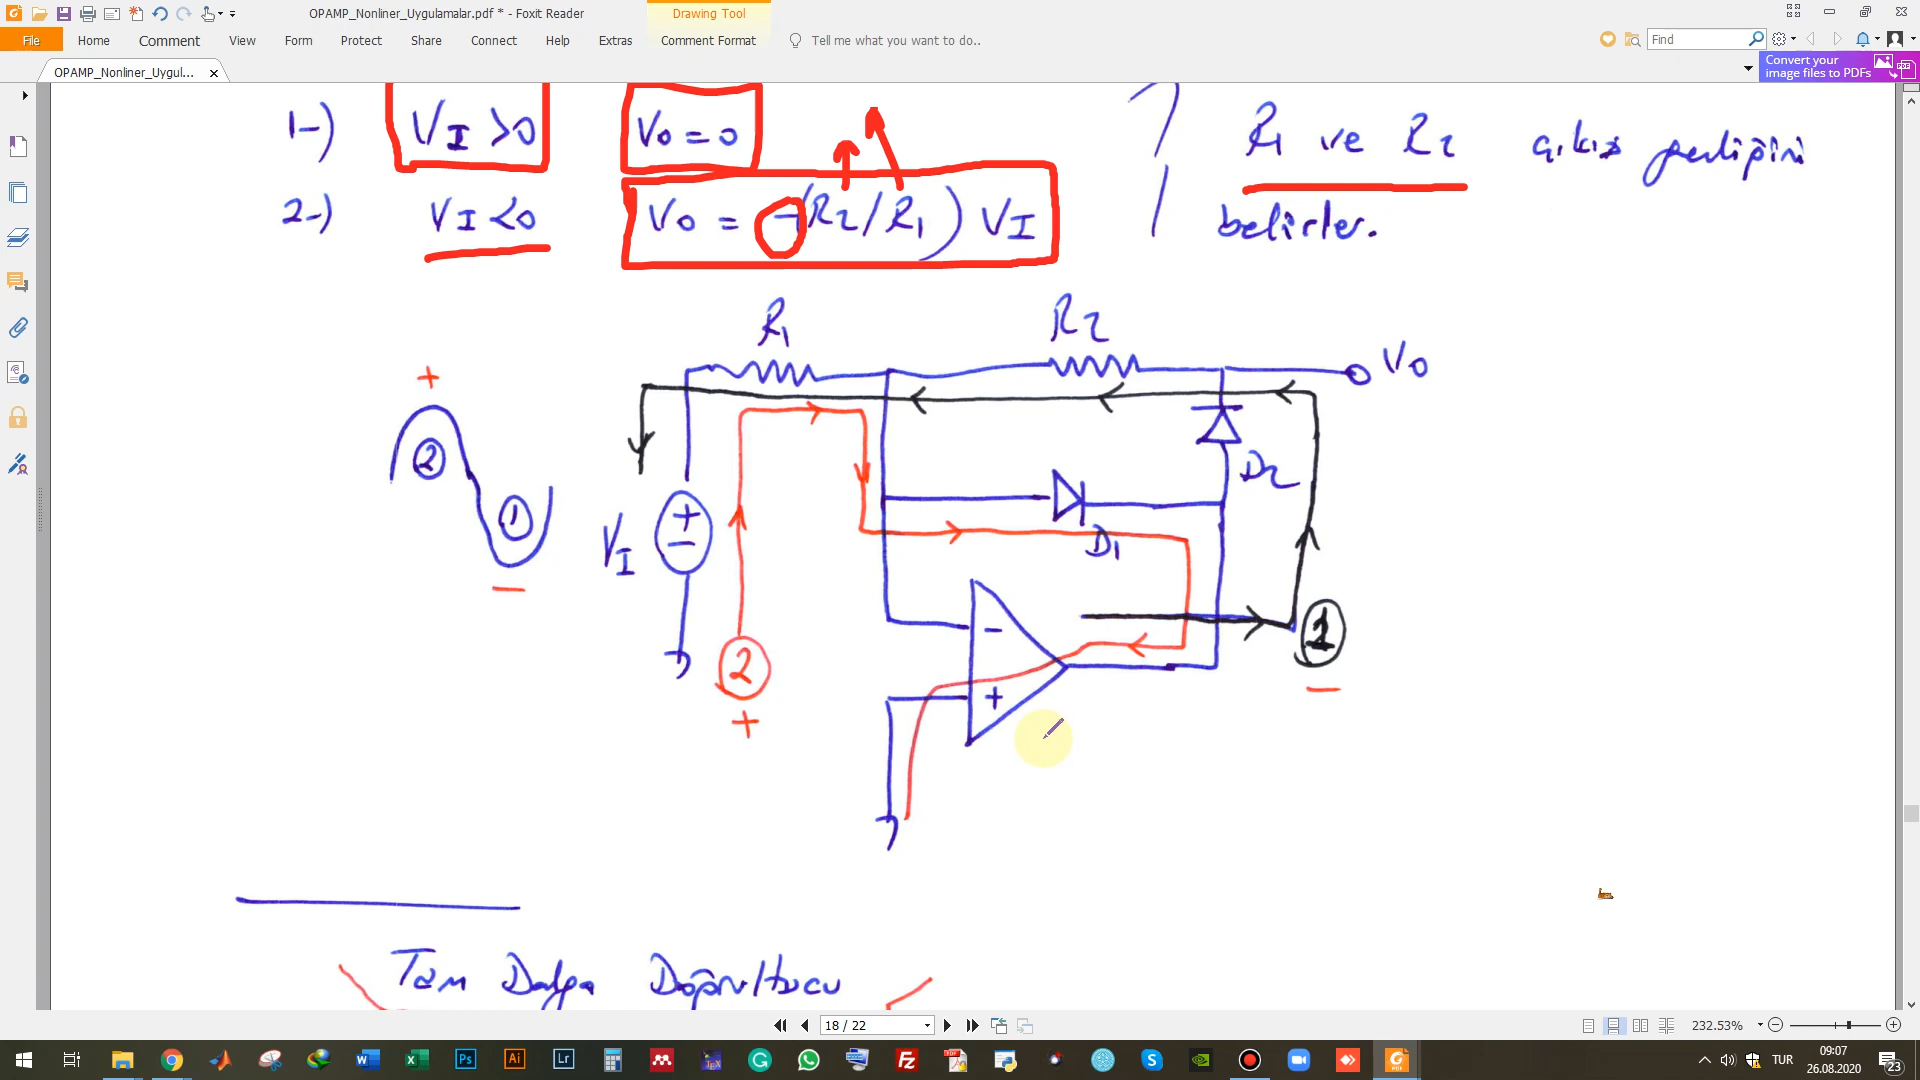 OPAMP_Nonliner_Uygulamalar.pdf * - Foxit Reader
Drawing Tool
File
Home
Comment
View
Form
Protect
Share
Connect
Help
Extras
Comment Format
Tell me what you want to do..
Find
OPAMP_Nonliner_Uygul...
Convert your
image files to PDFs
1-) VI >0 Vo = 0
R1 ve R2 çıkış genliğini
2-) VI <0 Vo = -(R2/R1) VI
belirler.
R1
R2
Vo
+
2
1
−
VI
+
−
D2
D1
−
+
2
+
1
−
Tam Dalga Doğrultucu
18 / 22
232.53%
TUR
09:07
26.08.2020
23